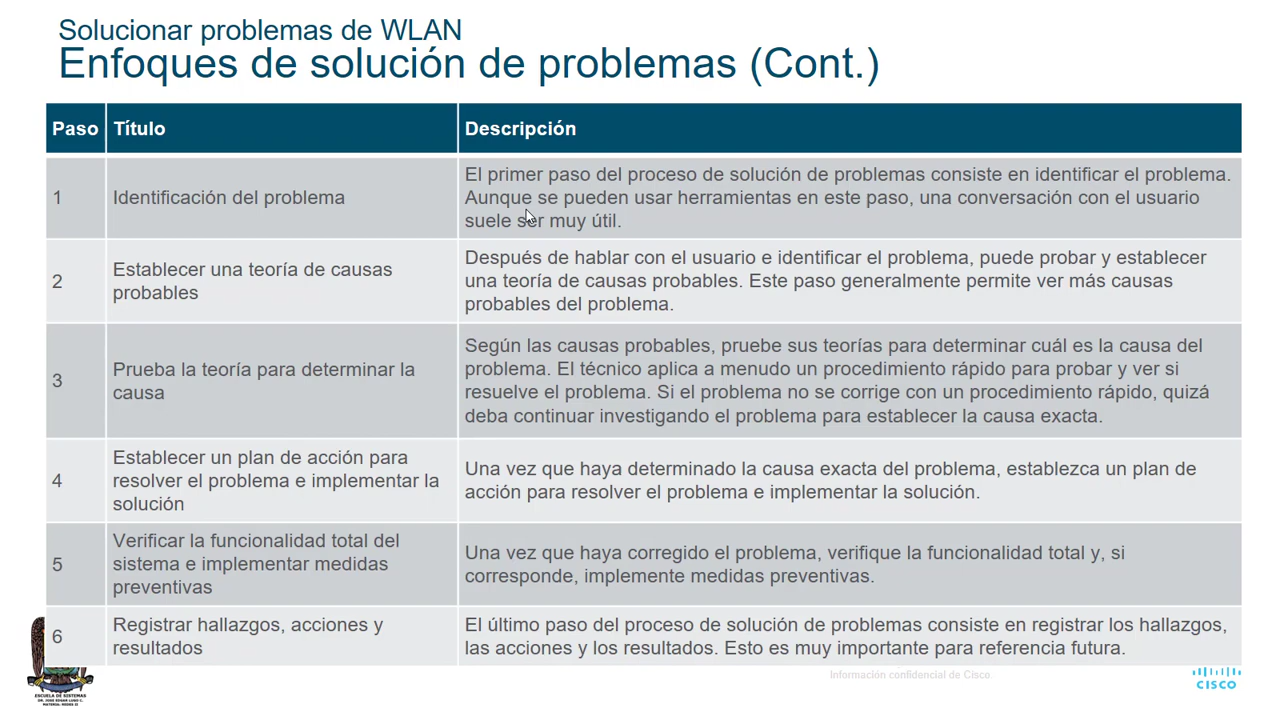 Solucionar problemas de WLAN
Enfoques de solución de problemas (Cont.)
Paso
Título
Descripción
1
Identificación del problema
El primer paso del proceso de solución de problemas consiste en identificar el problema.
Aunque se pueden usar herramientas en este paso, una conversación con el usuario
suele ser muy útil.
2
Establecer una teoría de causas
probables
Después de hablar con el usuario e identificar el problema, puede probar y establecer
una teoría de causas probables. Este paso generalmente permite ver más causas
probables del problema.
3
Prueba la teoría para determinar la
causa
Según las causas probables, pruebe sus teorías para determinar cuál es la causa del
problema. El técnico aplica a menudo un procedimiento rápido para probar y ver si
resuelve el problema. Si el problema no se corrige con un procedimiento rápido, quizá
deba continuar investigando el problema para establecer la causa exacta.
4
Establecer un plan de acción para
resolver el problema e implementar la
solución
Una vez que haya determinado la causa exacta del problema, establezca un plan de
acción para resolver el problema e implementar la solución.
5
Verificar la funcionalidad total del
sistema e implementar medidas
preventivas
Una vez que haya corregido el problema, verifique la funcionalidad total y, si
corresponde, implemente medidas preventivas.
6
Registrar hallazgos, acciones y
resultados
El último paso del proceso de solución de problemas consiste en registrar los hallazgos,
las acciones y los resultados. Esto es muy importante para referencia futura.
Información confidencial de Cisco
CISCO
ESCUELA DE SISTEMAS
DR. JOSE EDGAR LUGO C.
MATERIA: REDES II